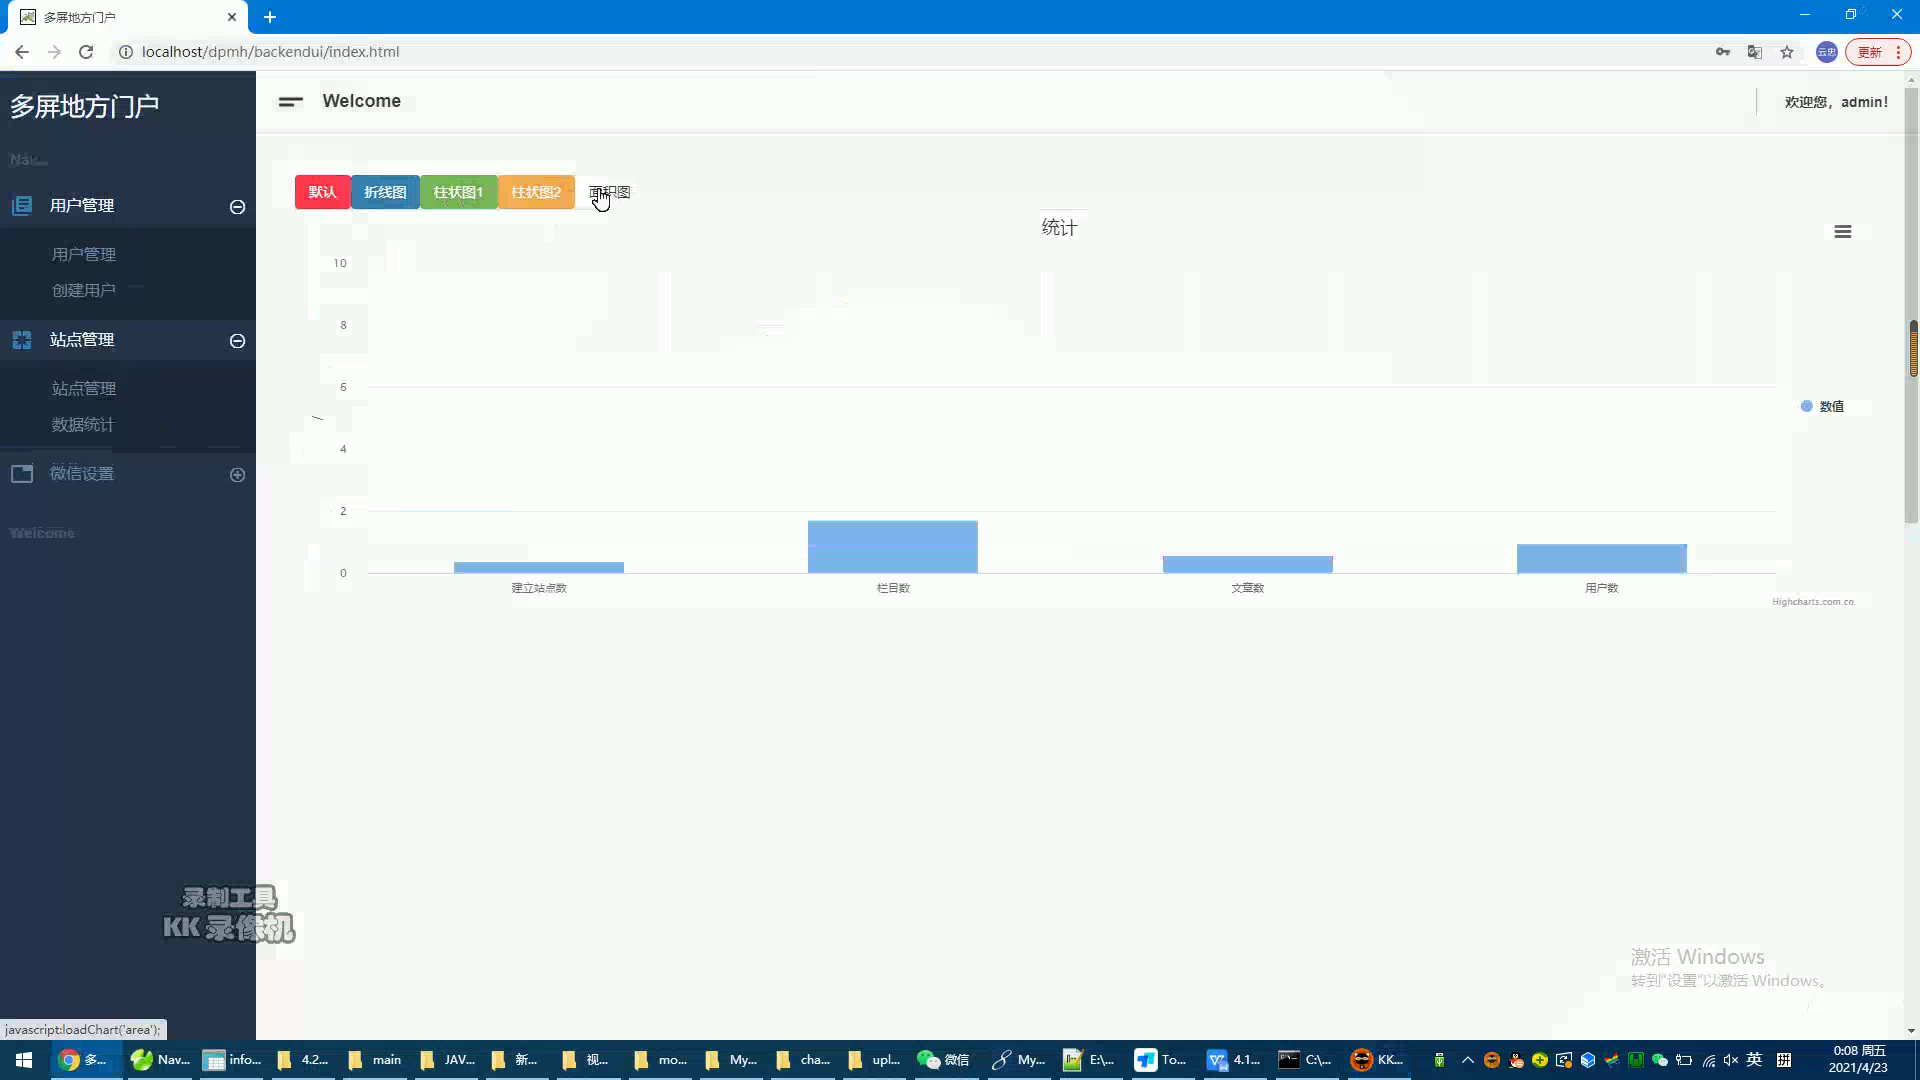 多屏地方门户
localhost/dpmh/backendui/index.html
云忠
更新
多屏地方门户
Welcome
欢迎您，admin!
Nav...
用户管理
用户管理
创建用户
站点管理
站点管理
数据统计
微信设置
Welcome
默认
折线图
柱状图1
柱状图2
面积图
统计
10
8
6
4
2
0
数值
建立站点数
栏目数
文章数
用户数
Highcharts.com.cn
录制工具
KK 录像机
激活 Windows
转到"设置"以激活 Windows。
javascript:loadChart('area');
多...
Nav...
info...
4.2...
main
JAV...
新...
视...
mo...
My...
cha...
upl...
微信
My...
E:\...
To...
4.1...
C:\...
KK...
英
拼
0:08 周五
2021/4/23